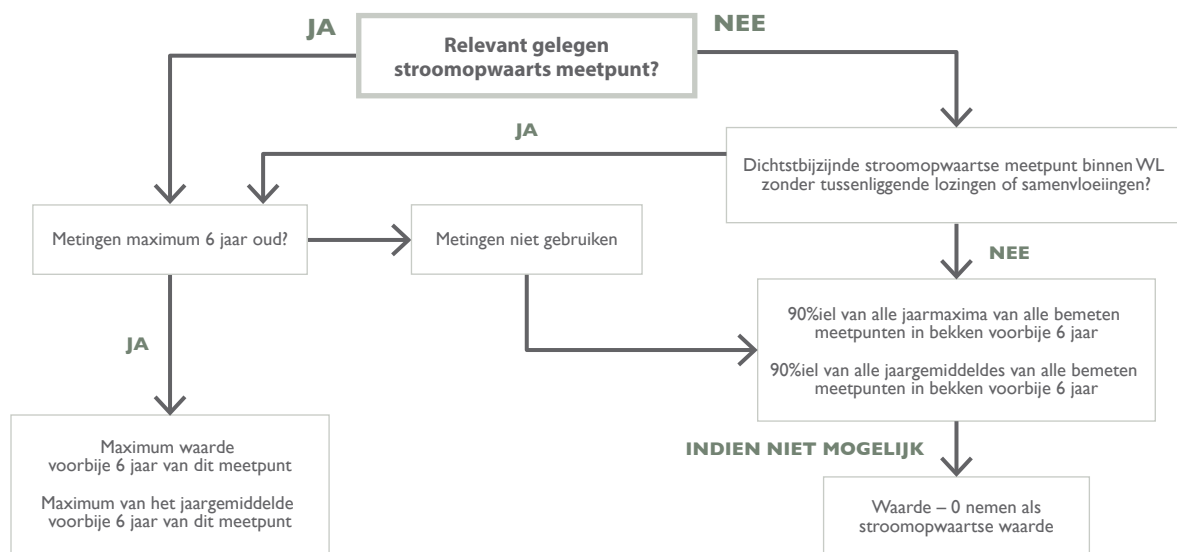 JA
NEE
Relevant gelegen
stroomopwaarts meetpunt?
JA
Dichtstbijzijnde stroomopwaartse meetpunt binnen WL
zonder tussenliggende lozingen of samenvloeiingen?
Metingen maximum 6 jaar oud?
Metingen niet gebruiken
NEE
JA
90%iel van alle jaarmaxima van alle bemeten
meetpunten in bekken voorbije 6 jaar
90%iel van alle jaargemiddeldes van alle bemeten
meetpunten in bekken voorbije 6 jaar
Maximum waarde
voorbije 6 jaar van dit meetpunt
Maximum van het jaargemiddelde
voorbije 6 jaar van dit meetpunt
INDIEN NIET MOGELIJK
Waarde – 0 nemen als
stroomopwaartse waarde